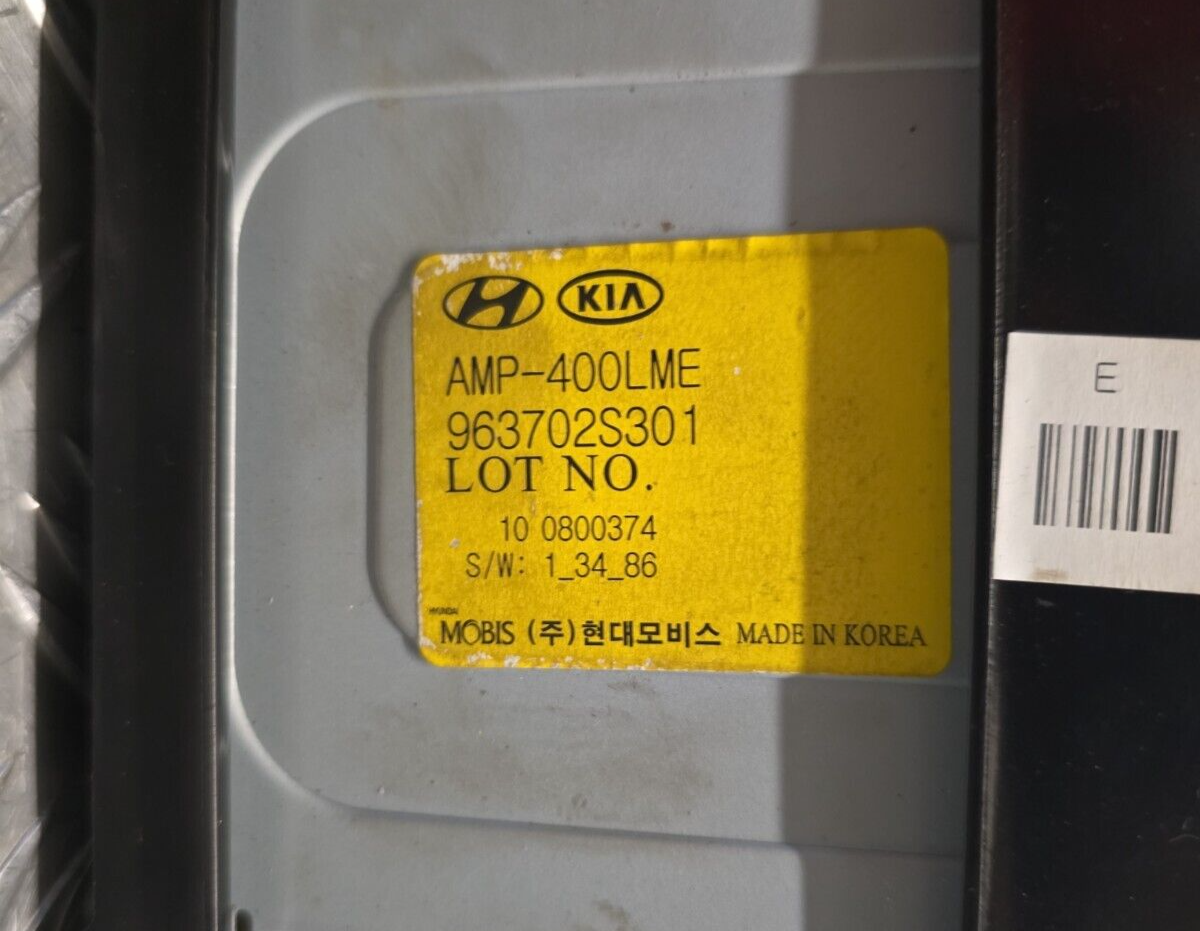 KIA
AMP-400LME
963702S301
LOT NO.
10 0800374
S/W: 1_34_86
HYUNDAI
MOBIS (주)현대모비스 MADE IN KOREA
E